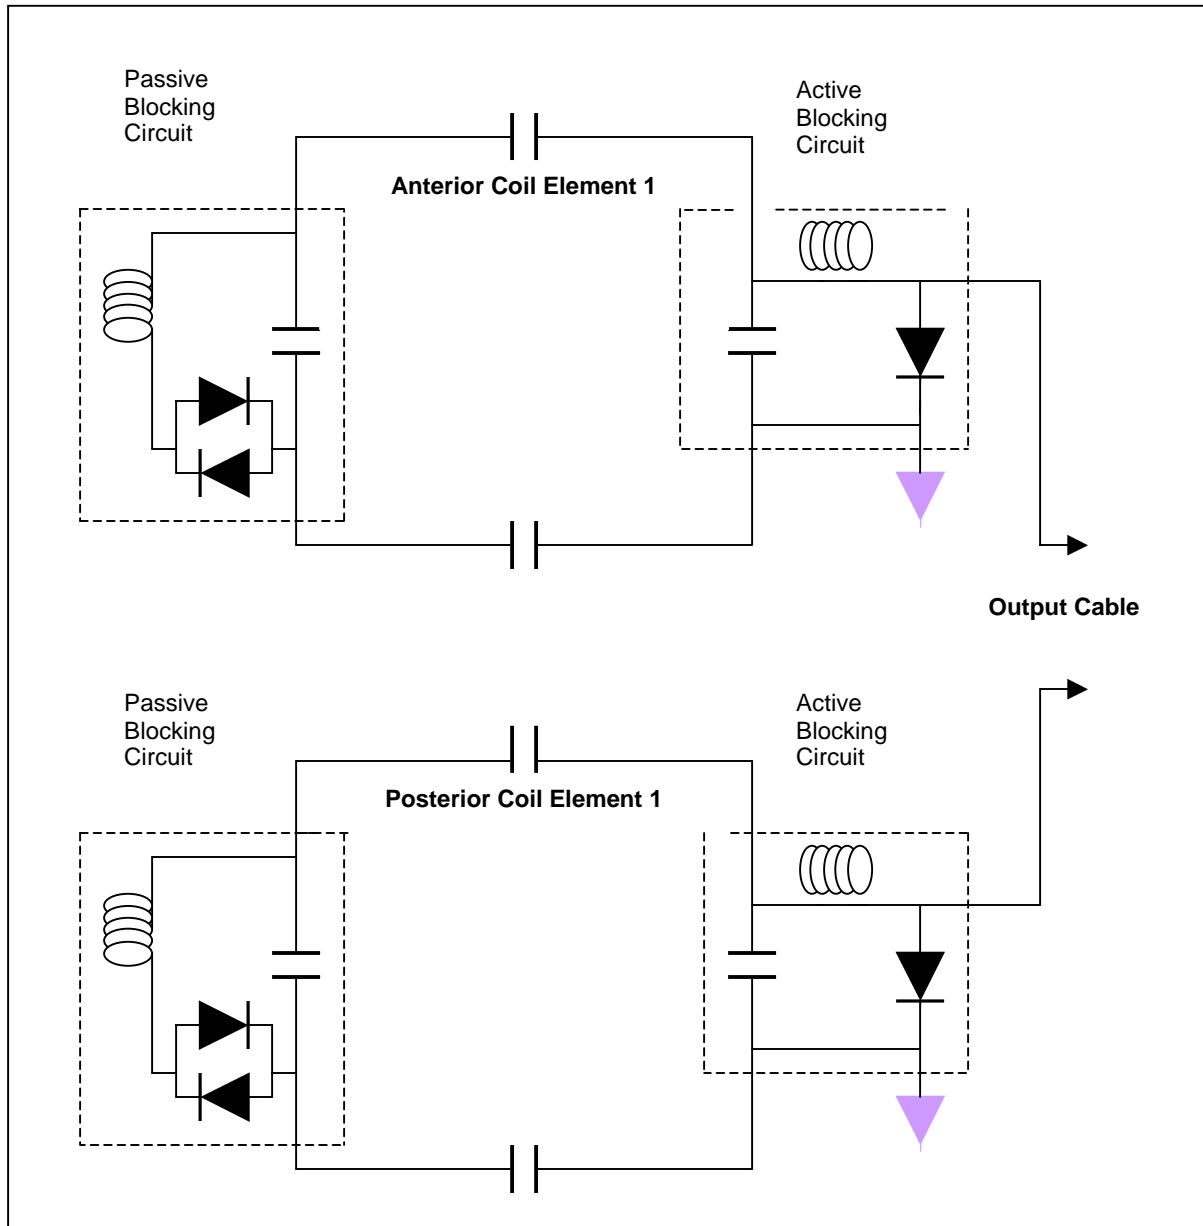 Passive
Blocking
Circuit
Active
Blocking
Circuit
Anterior Coil Element 1
Output Cable
Passive
Blocking
Circuit
Active
Blocking
Circuit
Posterior Coil Element 1